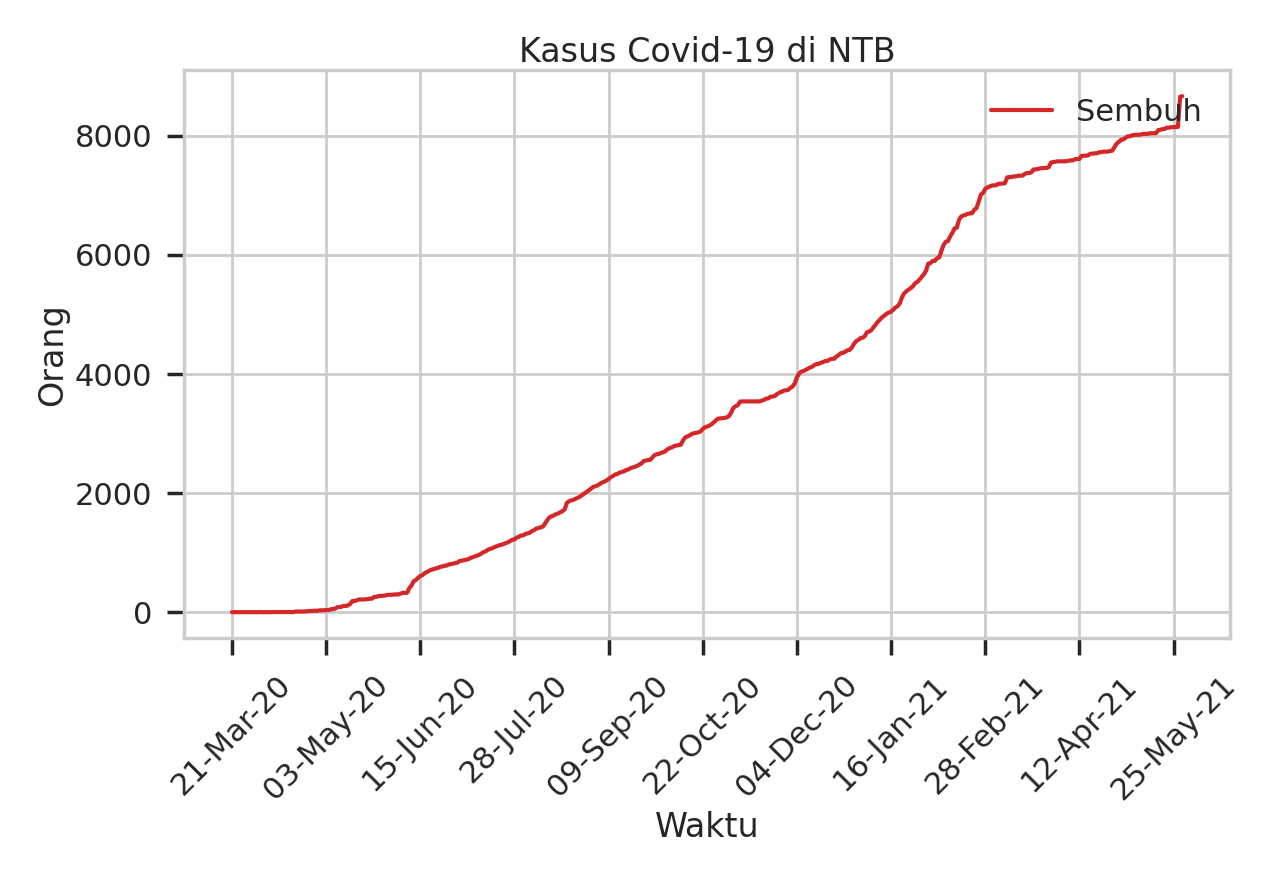 Kasus Covid-19 di NTB
Sembuh
Orang
8000
6000
4000
2000
0
21-Mar-20
03-May-20
15-Jun-20
28-Jul-20
09-Sep-20
22-Oct-20
04-Dec-20
16-Jan-21
28-Feb-21
12-Apr-21
25-May-21
Waktu